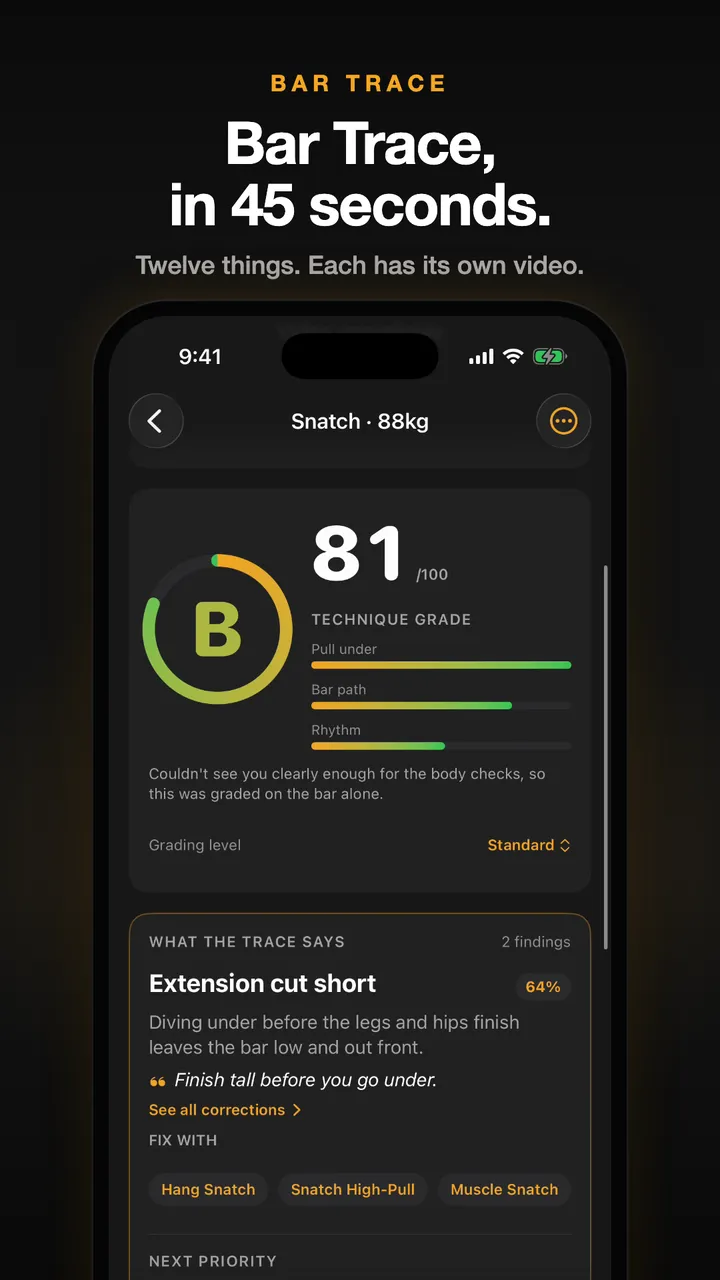 BAR TRACE
Bar Trace,
in 45 seconds.
Twelve things. Each has its own video.
9:41
Snatch · 88kg
81 /100
B
TECHNIQUE GRADE
Pull under
Bar path
Rhythm
Couldn't see you clearly enough for the body checks, so
this was graded on the bar alone.
Grading level Standard
WHAT THE TRACE SAYS 2 findings
Extension cut short 64%
Diving under before the legs and hips finish
leaves the bar low and out front.
“ Finish tall before you go under.
See all corrections >
FIX WITH
Hang Snatch Snatch High-Pull Muscle Snatch
NEXT PRIORITY